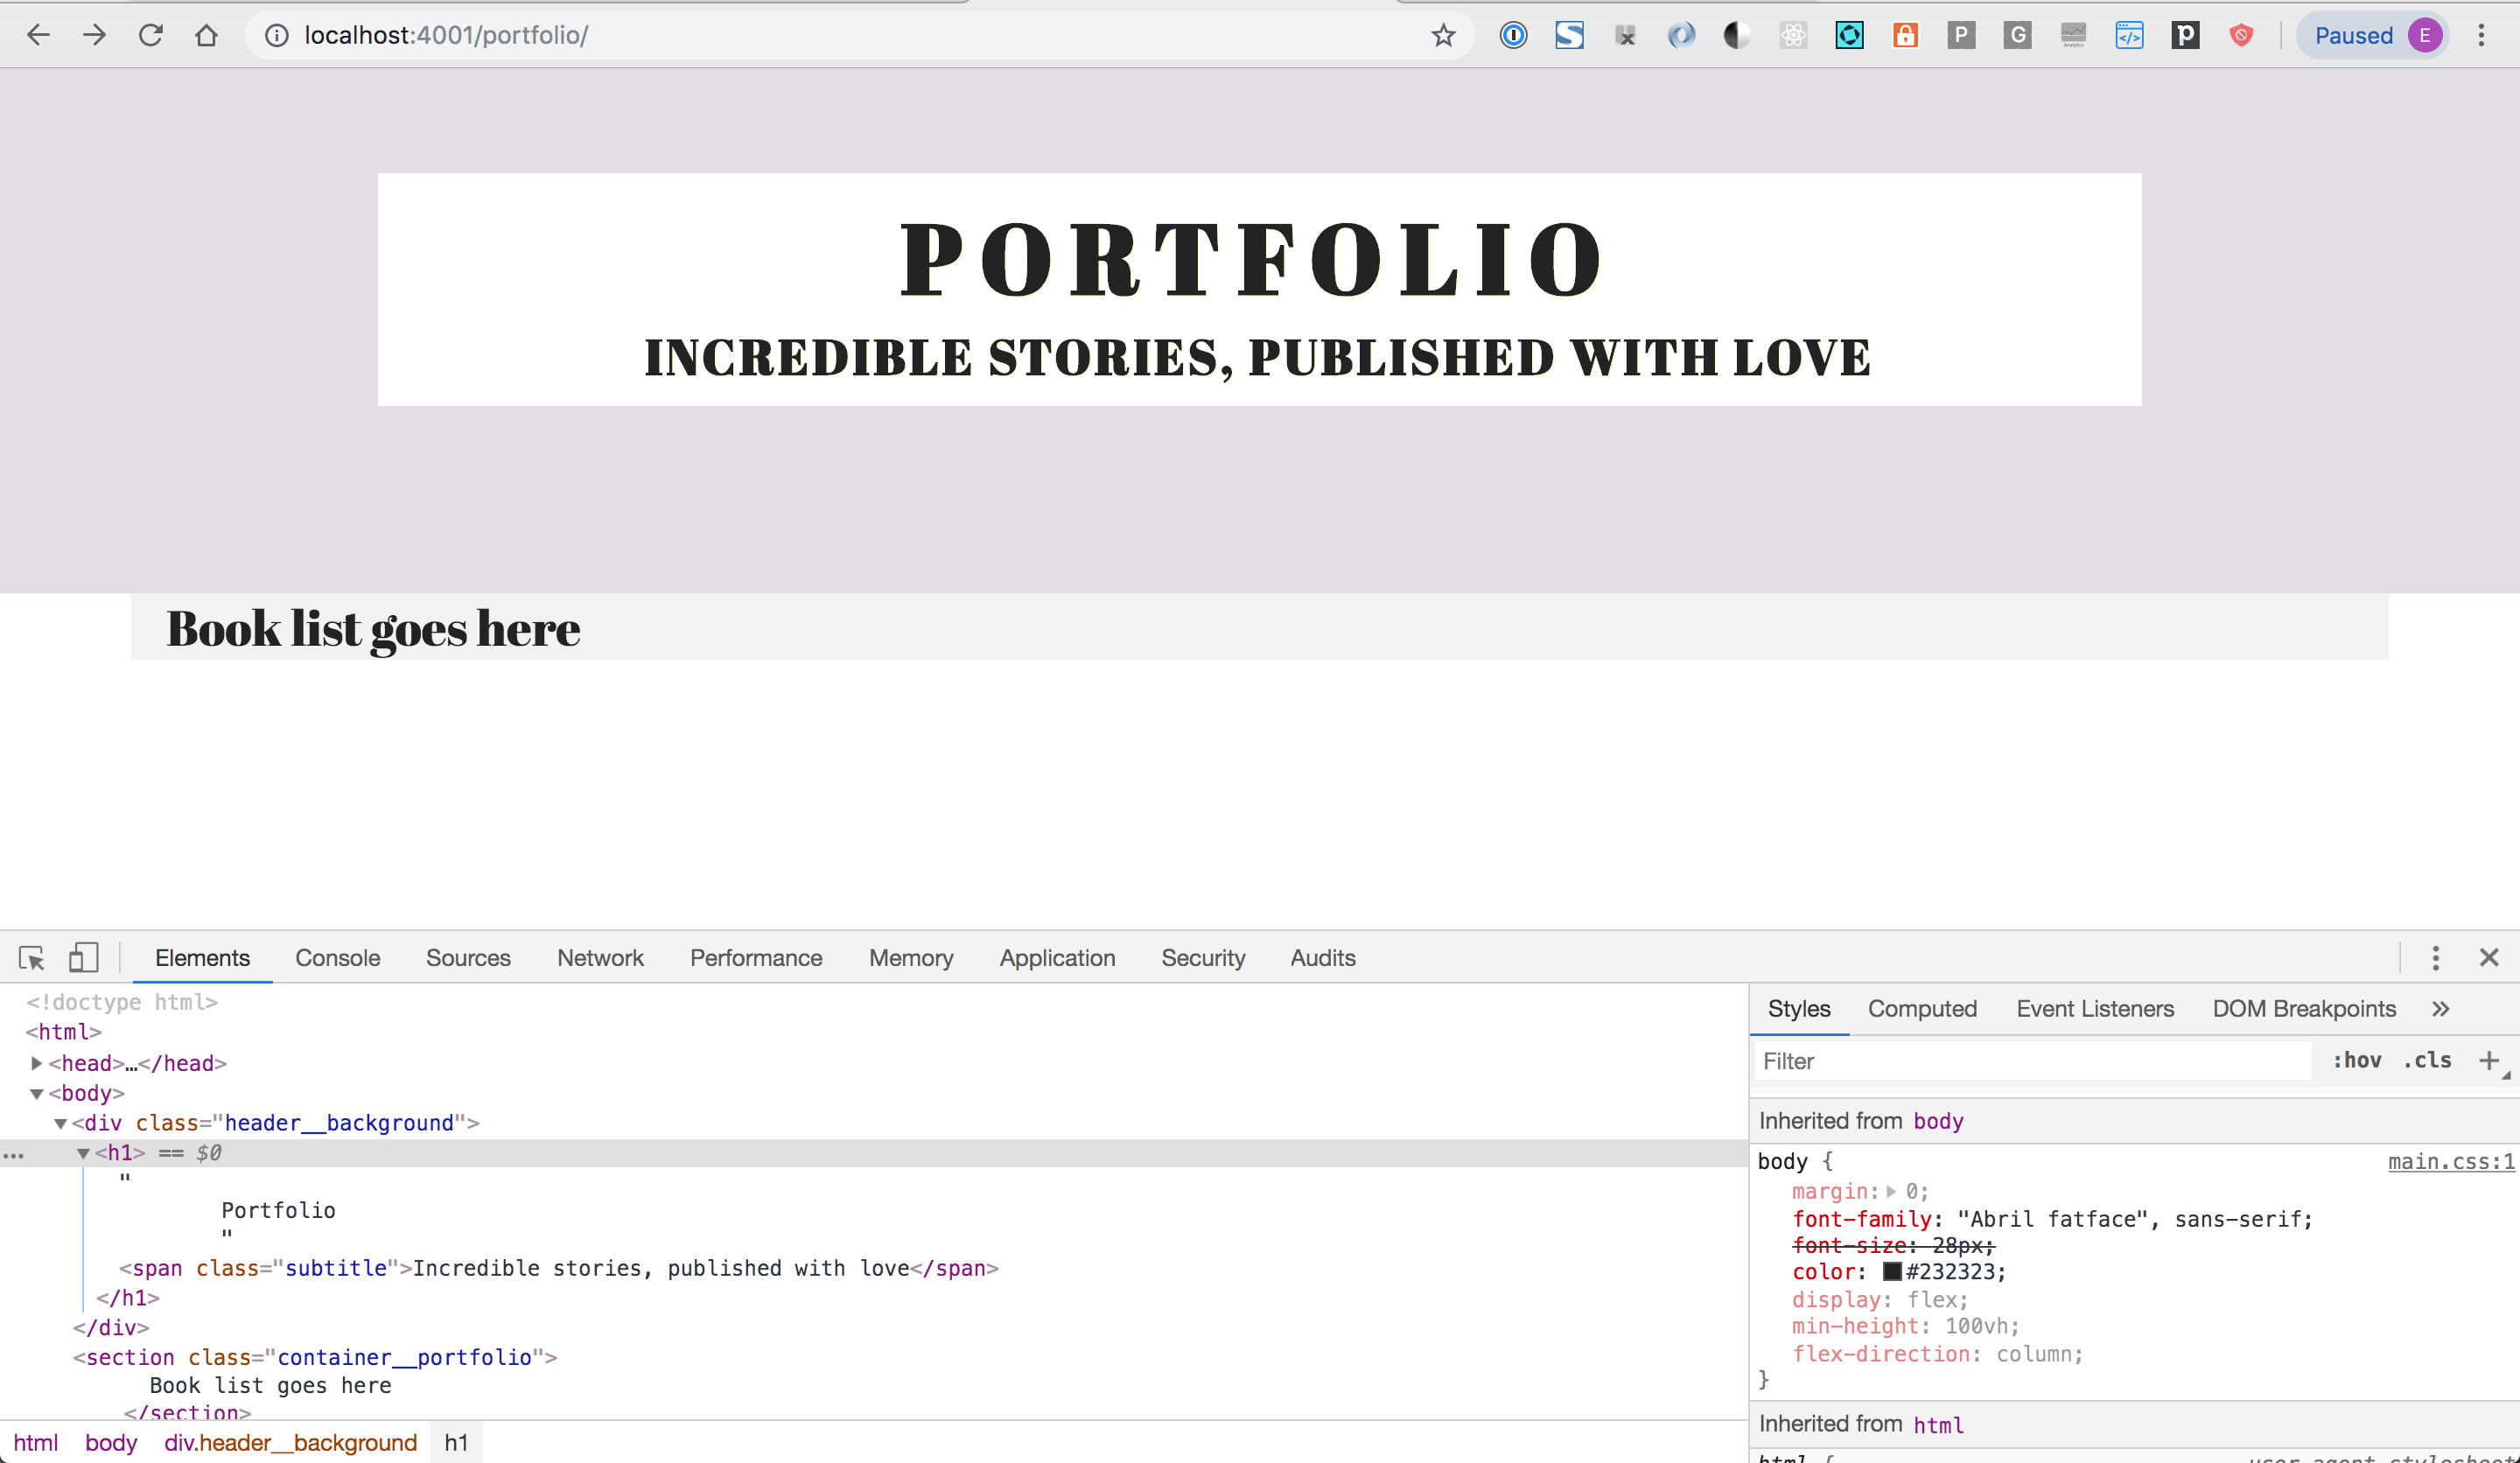 localhost:4001/portfolio/
P G Analytics </> p Paused E
PORTFOLIO
INCREDIBLE STORIES, PUBLISHED WITH LOVE
Book list goes here
Elements Console Sources Network Performance Memory Application Security Audits
<!doctype html>
<html>
<head>…</head>
<body>
<div class="header__background">
… <h1> == $0
"
Portfolio
"
<span class="subtitle">Incredible stories, published with love</span>
</h1>
</div>
<section class="container__portfolio">
Book list goes here
</section>
html body div.header__background h1
Styles Computed Event Listeners DOM Breakpoints »
Filter :hov .cls +
Inherited from body
body { main.css:1
margin: 0;
font-family: "Abril fatface", sans-serif;
font-size: 28px;
color: #232323;
display: flex;
min-height: 100vh;
flex-direction: column;
}
Inherited from html
html { user agent stylesheet